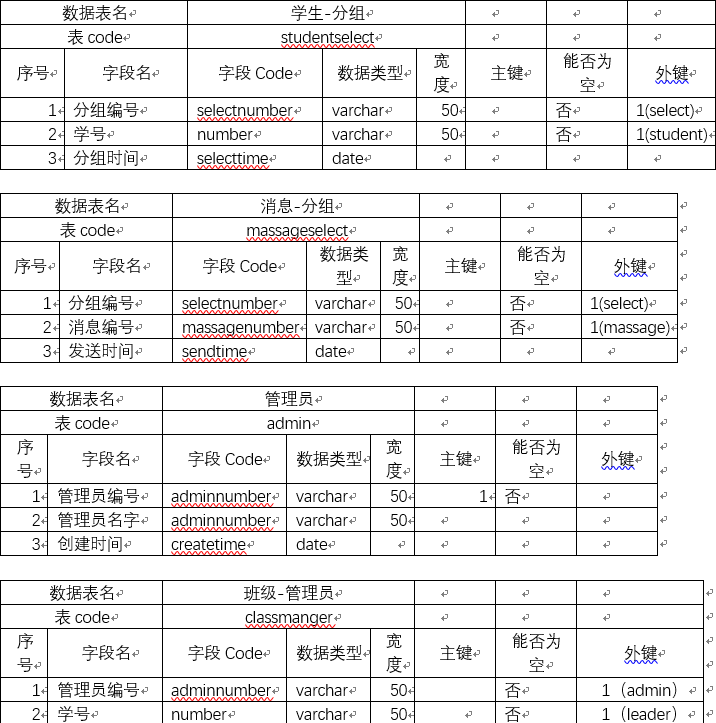 数据表名 学生-分组
表 code studentselect
序号 字段名 字段 Code 数据类型 宽度 主键 能否为空 外键
1 分组编号 selectnumber varchar 50 否 1(select)
2 学号 number varchar 50 否 1(student)
3 分组时间 selecttime date
数据表名 消息-分组
表 code massageselect
序号 字段名 字段 Code 数据类型 宽度 主键 能否为空 外键
1 分组编号 selectnumber varchar 50 否 1(select)
2 消息编号 massagenumber varchar 50 否 1(massage)
3 发送时间 sendtime date
数据表名 管理员
表 code admin
序号 字段名 字段 Code 数据类型 宽度 主键 能否为空 外键
1 管理员编号 adminnumber varchar 50 1 否
2 管理员名字 adminnumber varchar 50
3 创建时间 createtime date
数据表名 班级-管理员
表 code classmanger
序号 字段名 字段 Code 数据类型 宽度 主键 能否为空 外键
1 管理员编号 adminnumber varchar 50 否 1（admin）
2 学号 number varchar 50 否 1（leader）